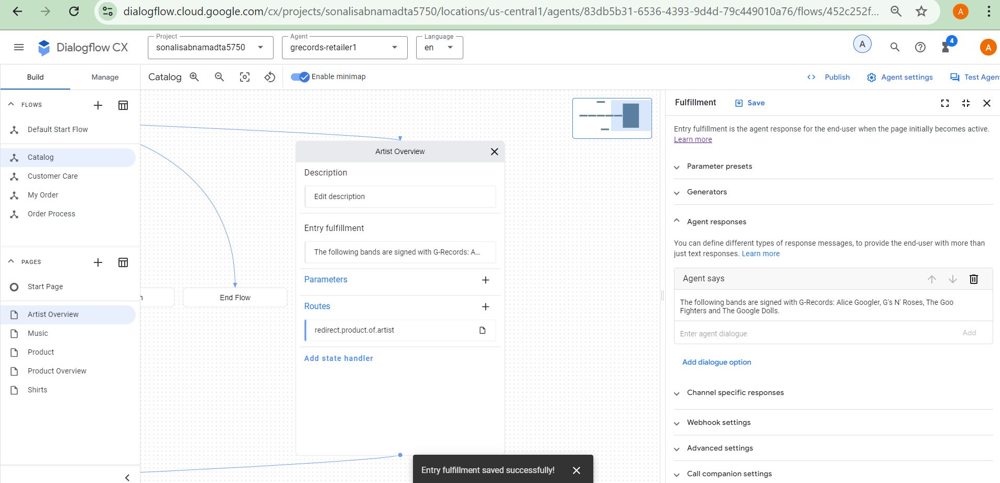 dialogflow.cloud.google.com/cx/projects/sonalisabnamadta5750/locations/us-central1/agents/83db5b31-6536-4393-9d4d-79c449010a76/flows/452c252f...
A
Dialogflow CX
Project
sonalisabnamadta5750
Agent
grecords-retailer1
Language
en
A
4
A
Build
Manage
Catalog
Enable minimap
Publish
Agent settings
Test Agen
FLOWS
Default Start Flow
Catalog
Customer Care
My Order
Order Process
PAGES
Start Page
Artist Overview
Music
Product
Product Overview
Shirts
n
End Flow
Artist Overview
Description
Edit description
Entry fulfillment
The following bands are signed with G-Records: A...
Parameters
Routes
redirect.product.of.artist
Add state handler
Entry fulfillment saved successfully!
Fulfillment
Save
Entry fulfillment is the agent response for the end-user when the page initially becomes active.
Learn more
Parameter presets
Generators
Agent responses
You can define different types of response messages, to provide the end-user with more than
just text responses. Learn more
Agent says
The following bands are signed with G-Records: Alice Googler, G's N' Roses, The Goo
Fighters and The Google Dolls.
Enter agent dialogue
Add
Add dialogue option
Channel specific responses
Webhook settings
Advanced settings
Call companion settings